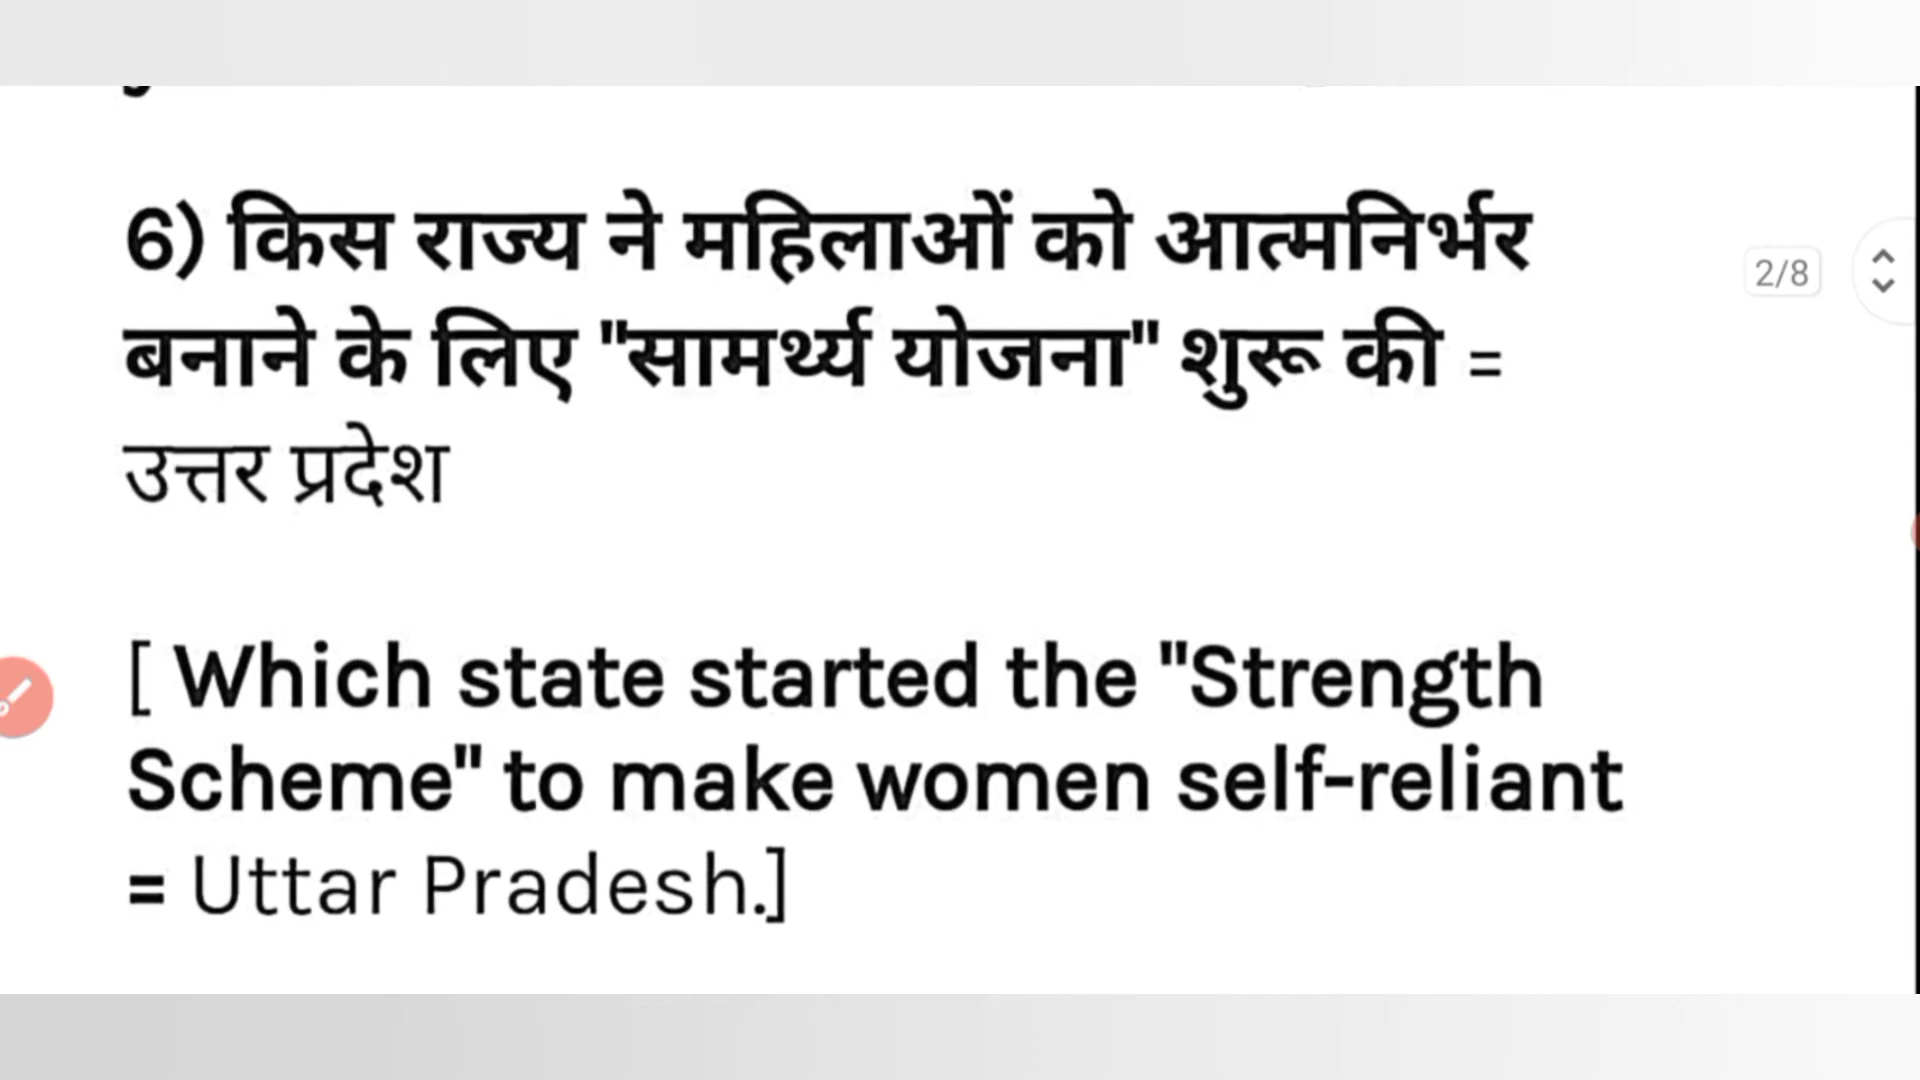 6) किस राज्य ने महिलाओं को आत्मनिर्भर
बनाने के लिए "सामर्थ्य योजना" शुरू की =
उत्तर प्रदेश
2/8
[ Which state started the "Strength
Scheme" to make women self-reliant
= Uttar Pradesh.]